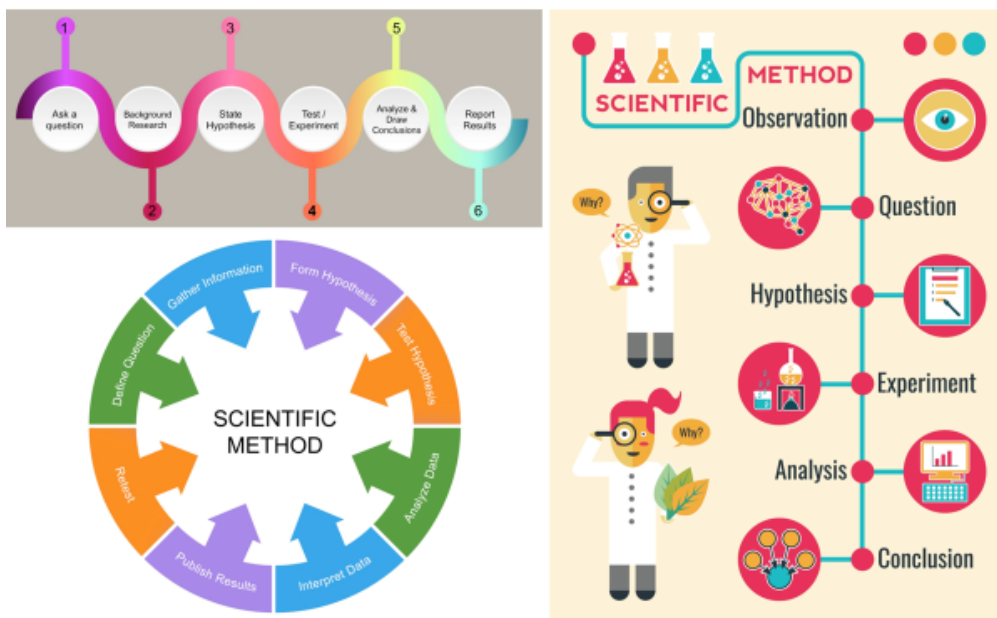 1
3
5
Ask a
question
Background
Research
State
Hypothesis
Test /
Experiment
Analyze &
Draw
Conclusions
Report
Results
2
4
6
Gather Information
Form Hypothesis
Define Question
Test Hypothesis
SCIENTIFIC
METHOD
Retest
Analyze Data
Publish Results
Interpret Data
SCIENTIFIC
METHOD
Observation
Why?
Question
Hypothesis
Experiment
Why?
Analysis
Conclusion